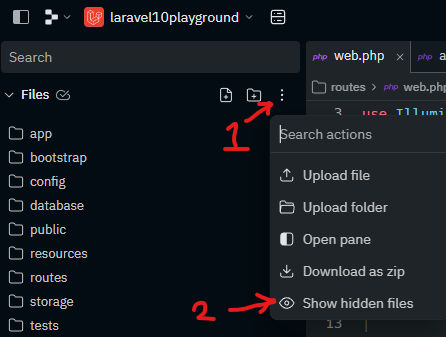 laravel10playground
Search
php web.php × a
Files
routes > php web.php
3 use Illumi
1
Search actions
app
bootstrap
Upload file
config
Upload folder
database
Open pane
public
resources
Download as zip
routes
2
Show hidden files
storage
13
tests